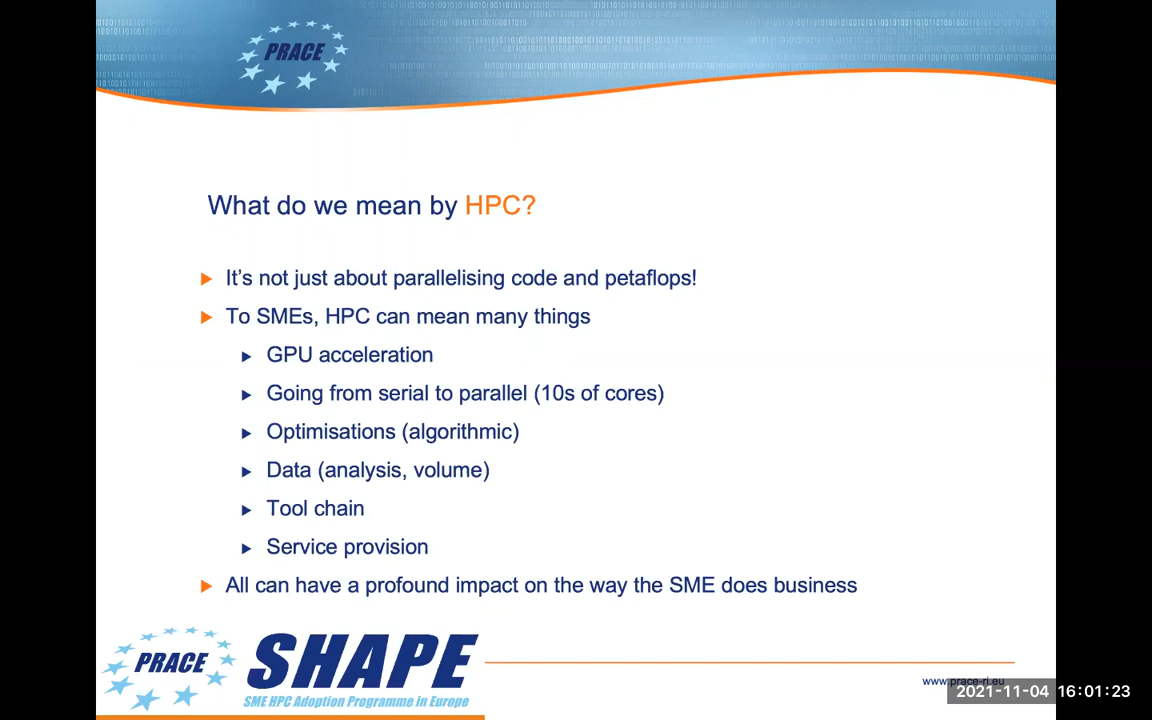 PRACE
What do we mean by HPC?
It's not just about parallelising code and petaflops!
To SMEs, HPC can mean many things
GPU acceleration
Going from serial to parallel (10s of cores)
Optimisations (algorithmic)
Data (analysis, volume)
Tool chain
Service provision
All can have a profound impact on the way the SME does business
PRACE
SHAPE
SME HPC Adoption Programme in Europe
www.prace-ri.eu
2021-11-04 16:01:23